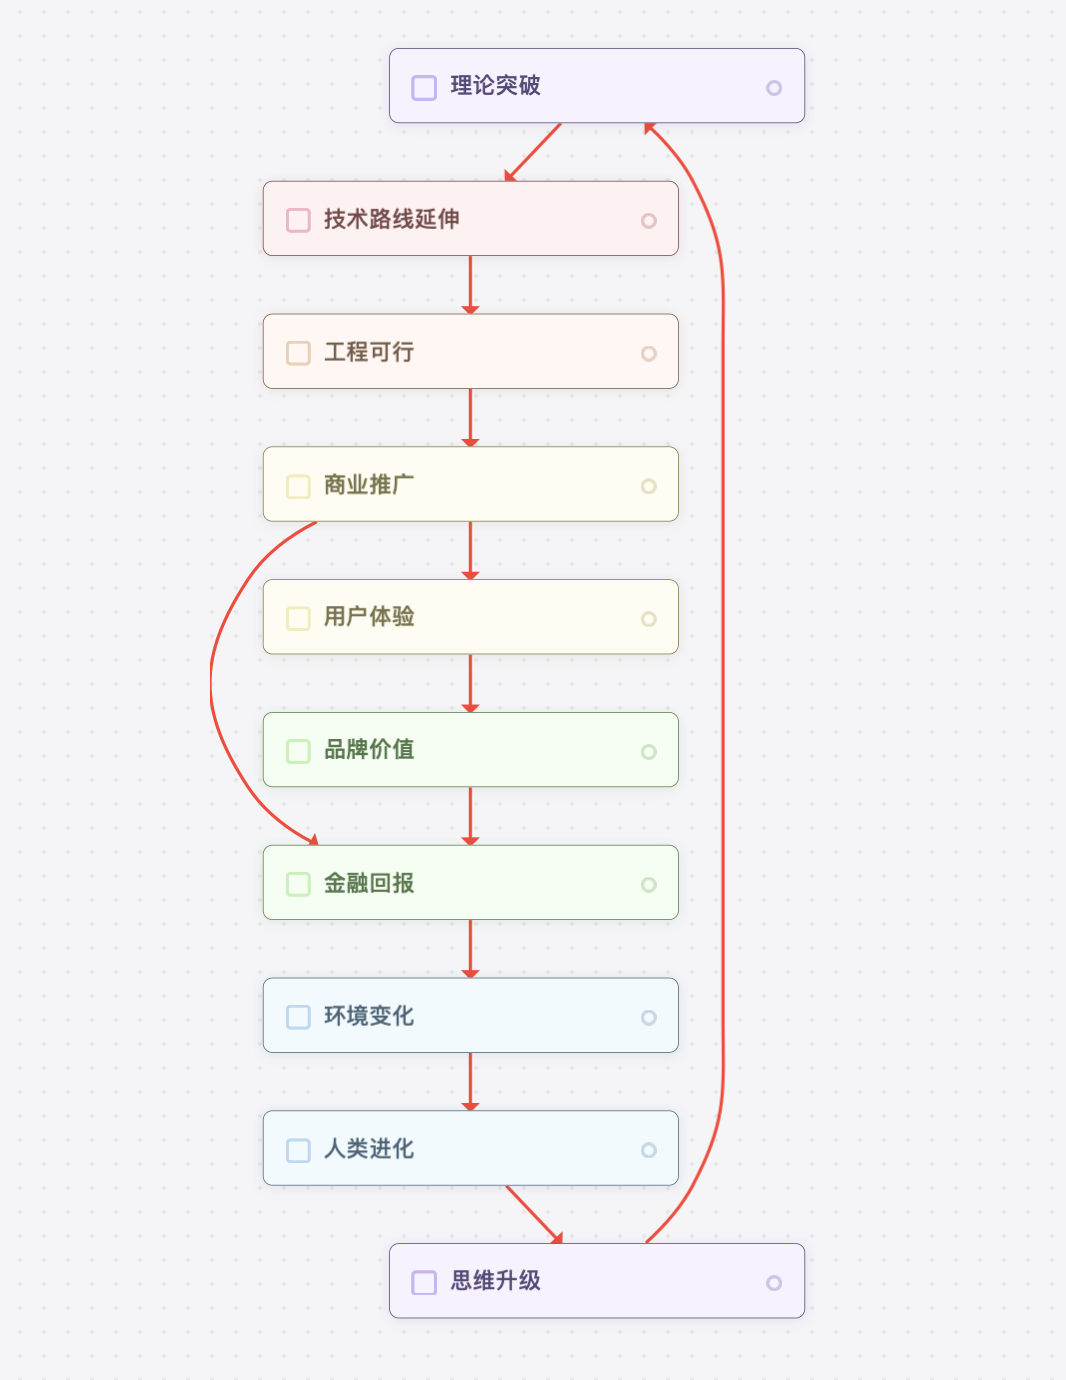 理论突破
技术路线延伸
工程可行
商业推广
用户体验
品牌价值
金融回报
环境变化
人类进化
思维升级